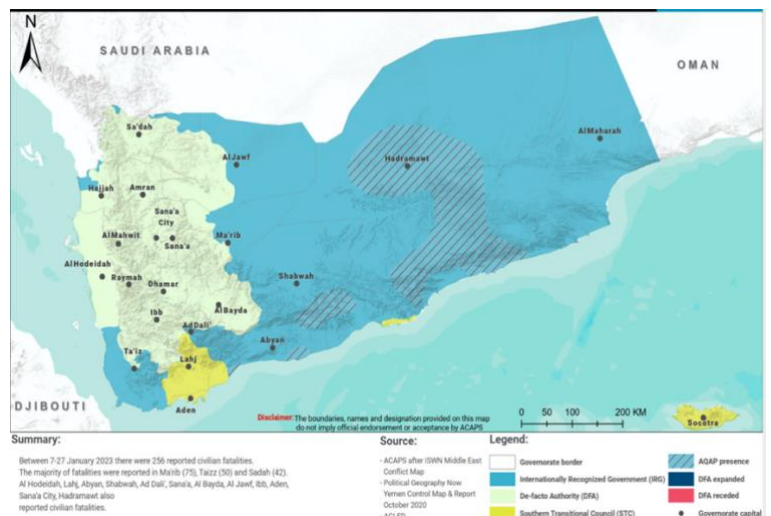 N
SAUDI ARABIA
OMAN
Sa'dah
Al Maharah
Al Jawf
Hadramawt
Hajjah
Amran
Sana'a
City
Al Mahwit
Sana'a
Ma'rib
Al Hodeidah
Raymah
Dhamar
Shabwah
Ibb
Al Bayda
Ad Dali'
Ta'iz
Abyan
Lahj
DJIBOUTI
Aden
Socotra
Disclaimer: The boundaries, names and designation provided on this map
do not imply official endorsement or acceptance by ACAPS
0 50 100 200 KM
Summary:
Between 7-27 January 2023 there were 256 reported civilian fatalities.
The majority of fatalities were reported in Ma'rib (75), Taizz (50) and Sadah (42).
Al Hodeidah, Lahj, Abyan, Shabwah, Ad Dali', Sana'a, Al Bayda, Al Jawf, Ibb, Aden,
Sana'a City, Hadramawt also
reported civilian fatalities.
Source:
- ACAPS after ISWN Middle East
Conflict Map
- Political Geography Now
Yemen Control Map & Report
October 2020
- ACLED
Legend:
Governorate border
Internationally Recognized Government (IRG)
De-facto Authority (DFA)
Southern Transitional Council (STC)
AQAP presence
DFA expanded
DFA receded
Governorate capital